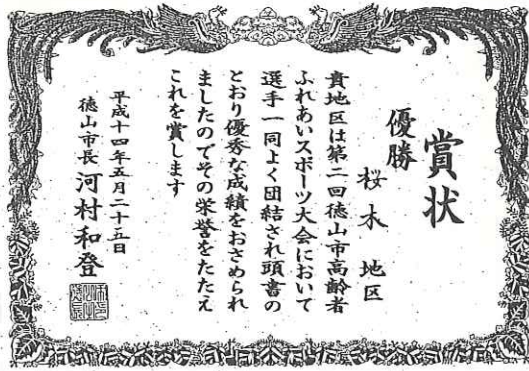 賞状
優勝
桜木 地区
貴地区は第二回徳山市高齢者
ふれあいスポーツ大会において
選手一同よく団結され頭書の
とおり優秀な成績をおさめられ
ましたのでその栄誉をたたえ
これを賞します
平成十四年五月二十五日
徳山市長 河村和登